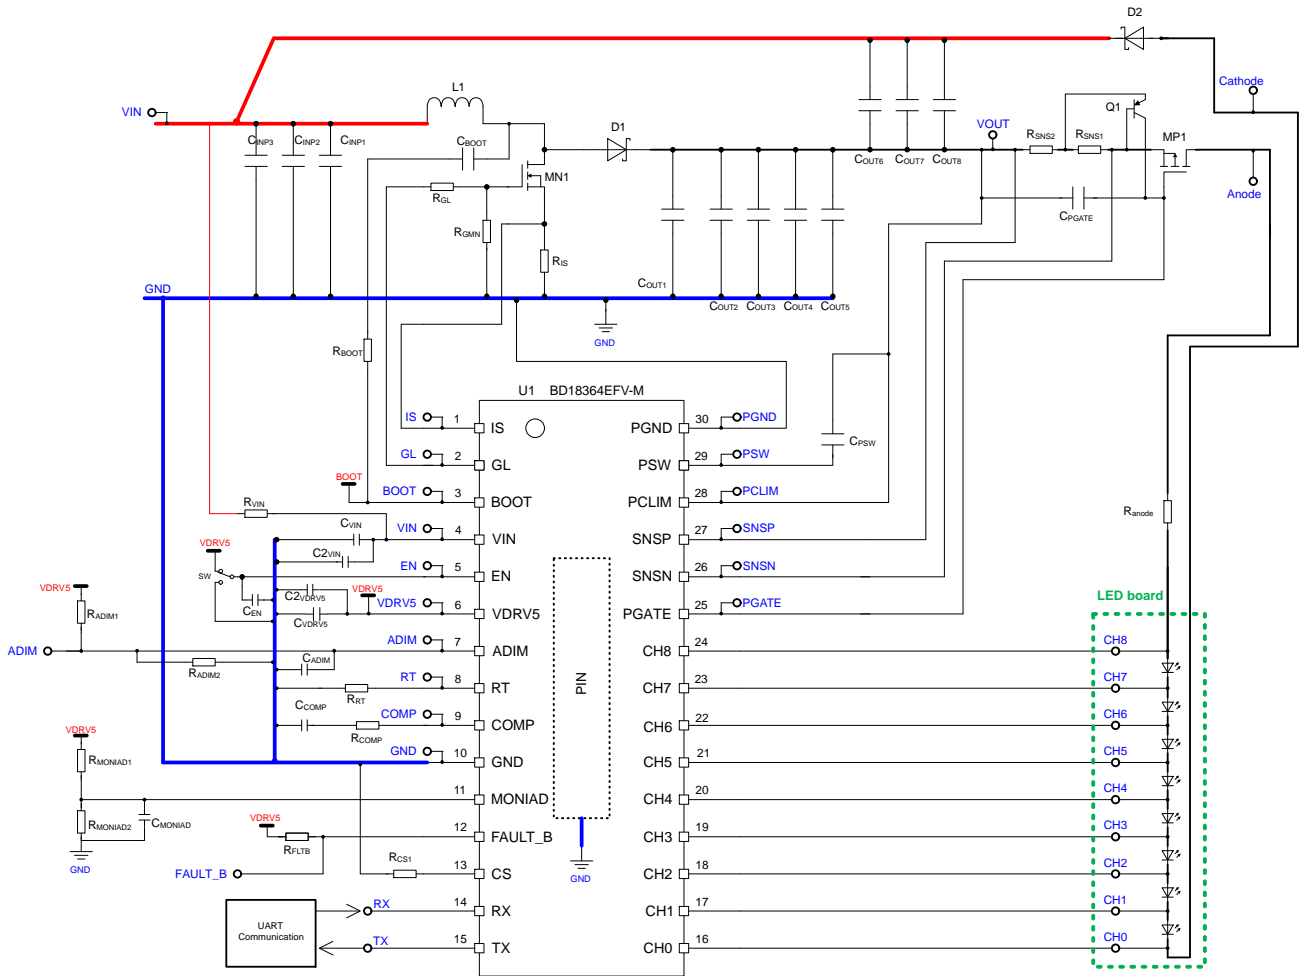 D2
Cathode
VIN
L1
Q1
CINP3
CINP2
CINP1
CBOOT
D1
VOUT
RSNS2
RSNS1
MP1
COUT6
COUT7
COUT8
MN1
RGL
Anode
CPGATE
RGMN
RIS
COUT1
GND
COUT2
COUT3
COUT4
COUT5
GND
RBOOT
U1 BD18364EFV-M
IS
1
IS
PGND
30
PGND
CPSW
GL
2
GL
PSW
29
PSW
BOOT
BOOT
3
BOOT
PCLIM
28
PCLIM
RVIN
CVIN
VIN
4
VIN
SNSP
27
SNSP
Ranode
C2VIN
VDRV5
SW
EN
5
EN
SNSN
26
SNSN
VDRV5
CEN
C2VDRV5
CVDRV5
VDRV5
VDRV5
6
VDRV5
PGATE
25
PGATE
LED board
RADIM1
ADIM
ADIM
7
ADIM
CH8
24
CH8
RADIM2
CADIM
RT
8
RT
CH7
23
CH7
RRT
PIN
CCOMP
COMP
9
COMP
CH6
22
CH6
RCOMP
VDRV5
GND
10
GND
CH5
21
CH5
RMONIAD1
11
MONIAD
CH4
20
CH4
RMONIAD2
CMONIAD
VDRV5
12
FAULT_B
CH3
19
CH3
RFLTB
GND
GND
FAULT_B
RCS1
13
CS
CH2
18
CH2
RX
14
RX
CH1
17
CH1
UART
Communication
TX
15
TX
CH0
16
CH0